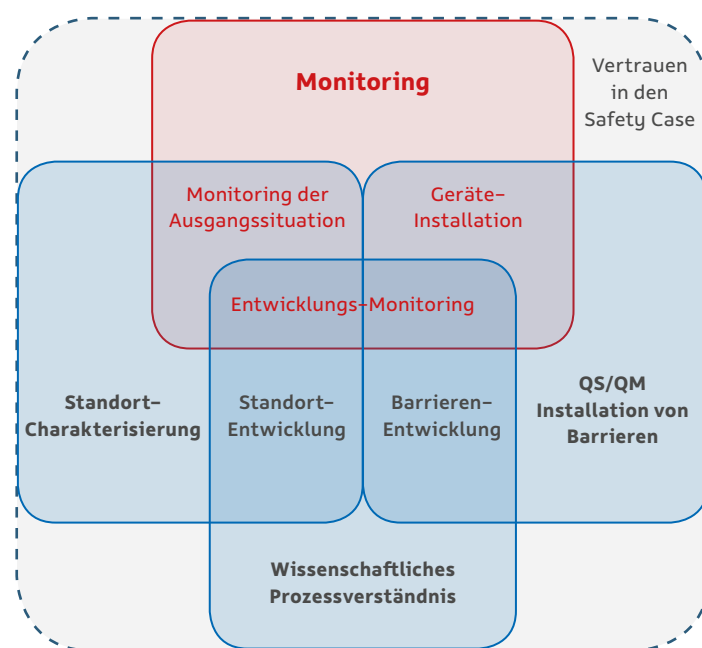 Monitoring
Vertrauen
in den
Safety Case
Monitoring der
Ausgangssituation
Geräte–
Installation
Entwicklungs-Monitoring
Standort–
Charakterisierung
Standort–
Entwicklung
Barrieren–
Entwicklung
QS/QM
Installation von
Barrieren
Wissenschaftliches
Prozessverständnis